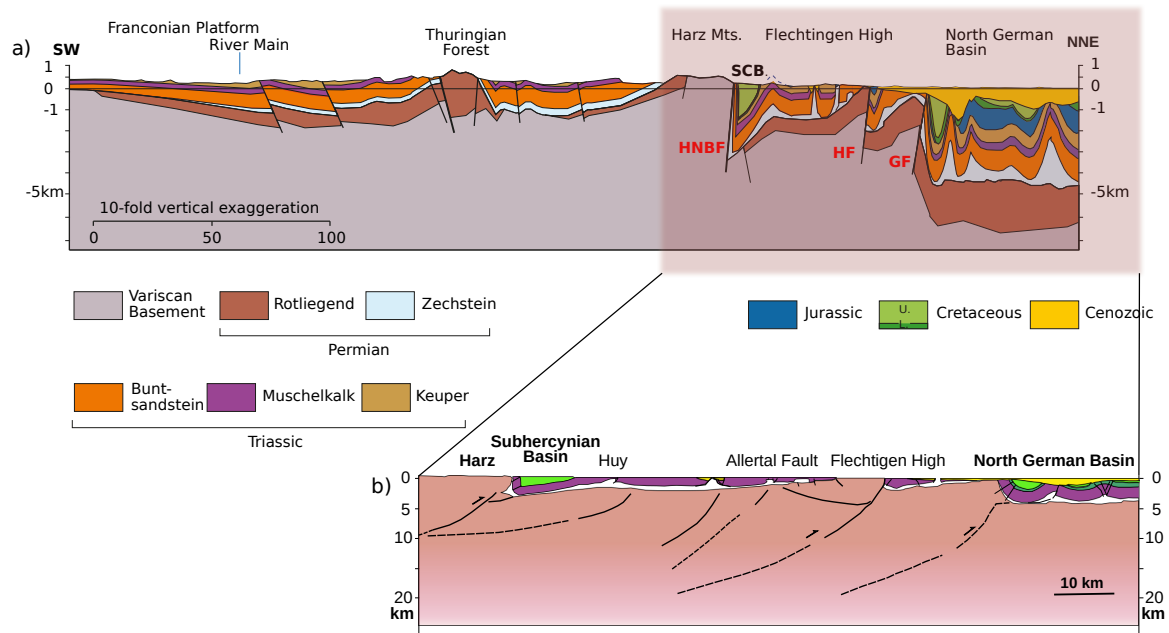 a)
SW
Franconian Platform
River Main
Thuringian
Forest
Harz Mts.
Flechtingen High
North German
Basin
NNE
SCB
1
0
-1
-5km
1
0
-1
-5km
HNBF
HF
GF
10-fold vertical exaggeration
0
50
100
Variscan
Basement
Rotliegend
Zechstein
Permian
Jurassic
U.
L.
Cretaceous
Cenozoic
Bunt-
sandstein
Muschelkalk
Keuper
Triassic
b)
Harz
Subhercynian
Basin
Huy
Allertal Fault
Flechtigen High
North German Basin
0
5
10
20
km
0
5
10
20
km
10 km